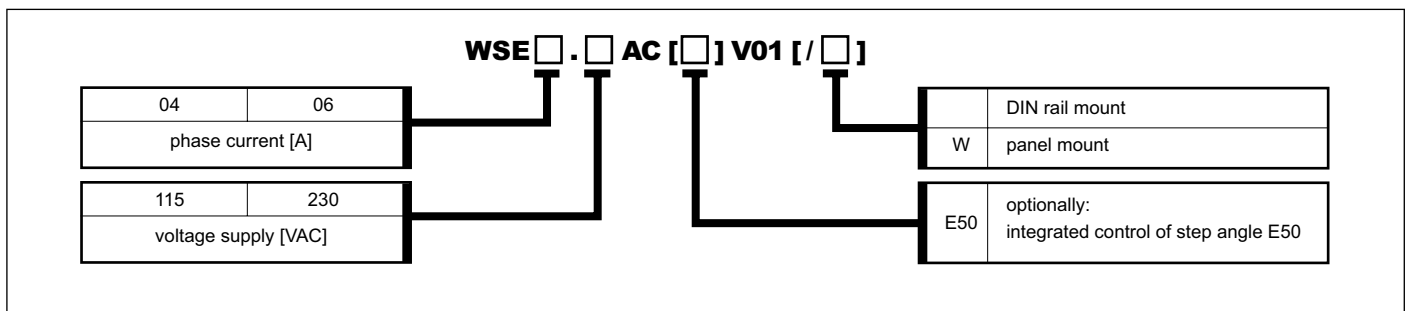 WSE□.□ AC [□] V01 [/□]
04 06
phase current [A]
115 230
voltage supply [VAC]
DIN rail mount
W panel mount
E50 optionally:
integrated control of step angle E50